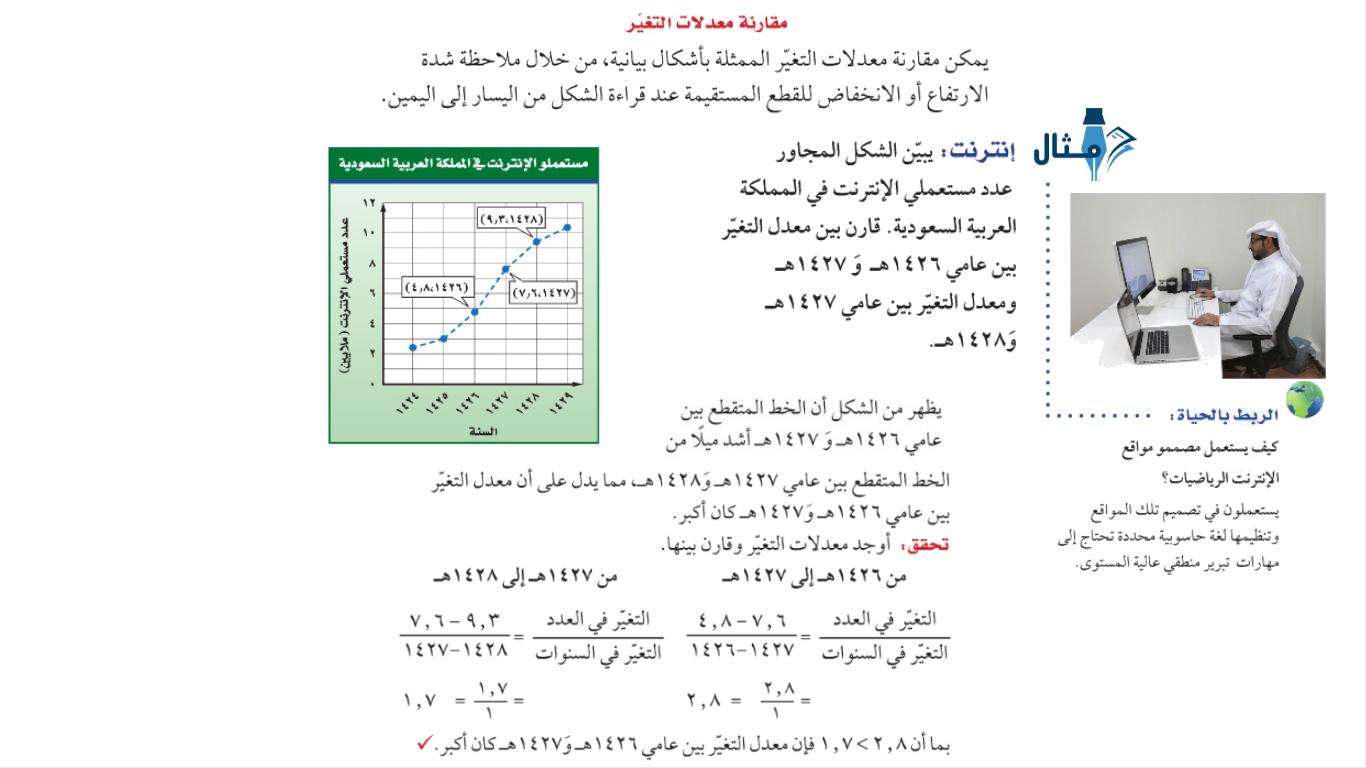 مقارنة معدلات التغيّر
يمكن مقارنة معدلات التغيّر الممثلة بأشكال بيانية، من خلال ملاحظة شدة
الارتفاع أو الانخفاض للقطع المستقيمة عند قراءة الشكل من اليسار إلى اليمين.
مثال
إنترنت: يبيّن الشكل المجاور
عدد مستعملي الإنترنت في المملكة
العربية السعودية. قارن بين معدل التغيّر
بين عامي ١٤٢٦هـ وَ ١٤٢٧هـ
ومعدل التغيّر بين عامي ١٤٢٧هـ
وَ١٤٢٨هـ.
مستعملو الإنترنت في المملكة العربية السعودية
عدد مستعملي الإنترنت (ملايين)
١٢
١٠
٨
٦
٤
٢
٠
(٩,٣،١٤٢٨)
(٤,٨،١٤٢٦)
(٧,٦،١٤٢٧)
١٤٢٤ ١٤٢٥ ١٤٢٦ ١٤٢٧ ١٤٢٨ ١٤٢٩
السنة
الربط بالحياة:
كيف يستعمل مصممو مواقع
الإنترنت الرياضيات؟
يستعملون في تصميم تلك المواقع
وتنظيمها لغة حاسوبية محددة تحتاج إلى
مهارات تبرير منطقي عالية المستوى.
يظهر من الشكل أن الخط المتقطع بين
عامي ١٤٢٦هـ وَ ١٤٢٧هـ أشد ميلًا من
الخط المتقطع بين عامي ١٤٢٧هـ وَ١٤٢٨هـ، مما يدل على أن معدل التغيّر
بين عامي ١٤٢٦هـ وَ١٤٢٧هـ كان أكبر.
تحقق: أوجد معدلات التغيّر وقارن بينها.
من ١٤٢٦هـ إلى ١٤٢٧هـ
التغيّر في العدد = ٧,٦ – ٤,٨
التغيّر في السنوات ١٤٢٧–١٤٢٦
= ٢,٨ = ٢,٨
١
من ١٤٢٧هـ إلى ١٤٢٨هـ
التغيّر في العدد = ٩,٣ – ٧,٦
التغيّر في السنوات ١٤٢٨–١٤٢٧
= ١,٧ = ١,٧
١
بما أن ٢,٨ > ١,٧ فإن معدل التغيّر بين عامي ١٤٢٦هـ وَ١٤٢٧هـ كان أكبر. ✓